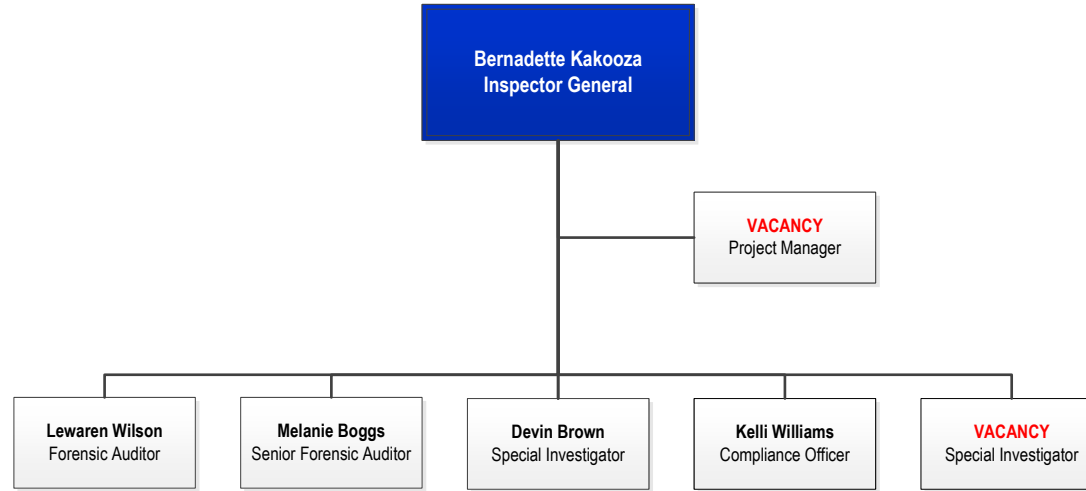 Bernadette Kakooza
Inspector General
VACANCY
Project Manager
Lewaren Wilson
Forensic Auditor
Melanie Boggs
Senior Forensic Auditor
Devin Brown
Special Investigator
Kelli Williams
Compliance Officer
VACANCY
Special Investigator